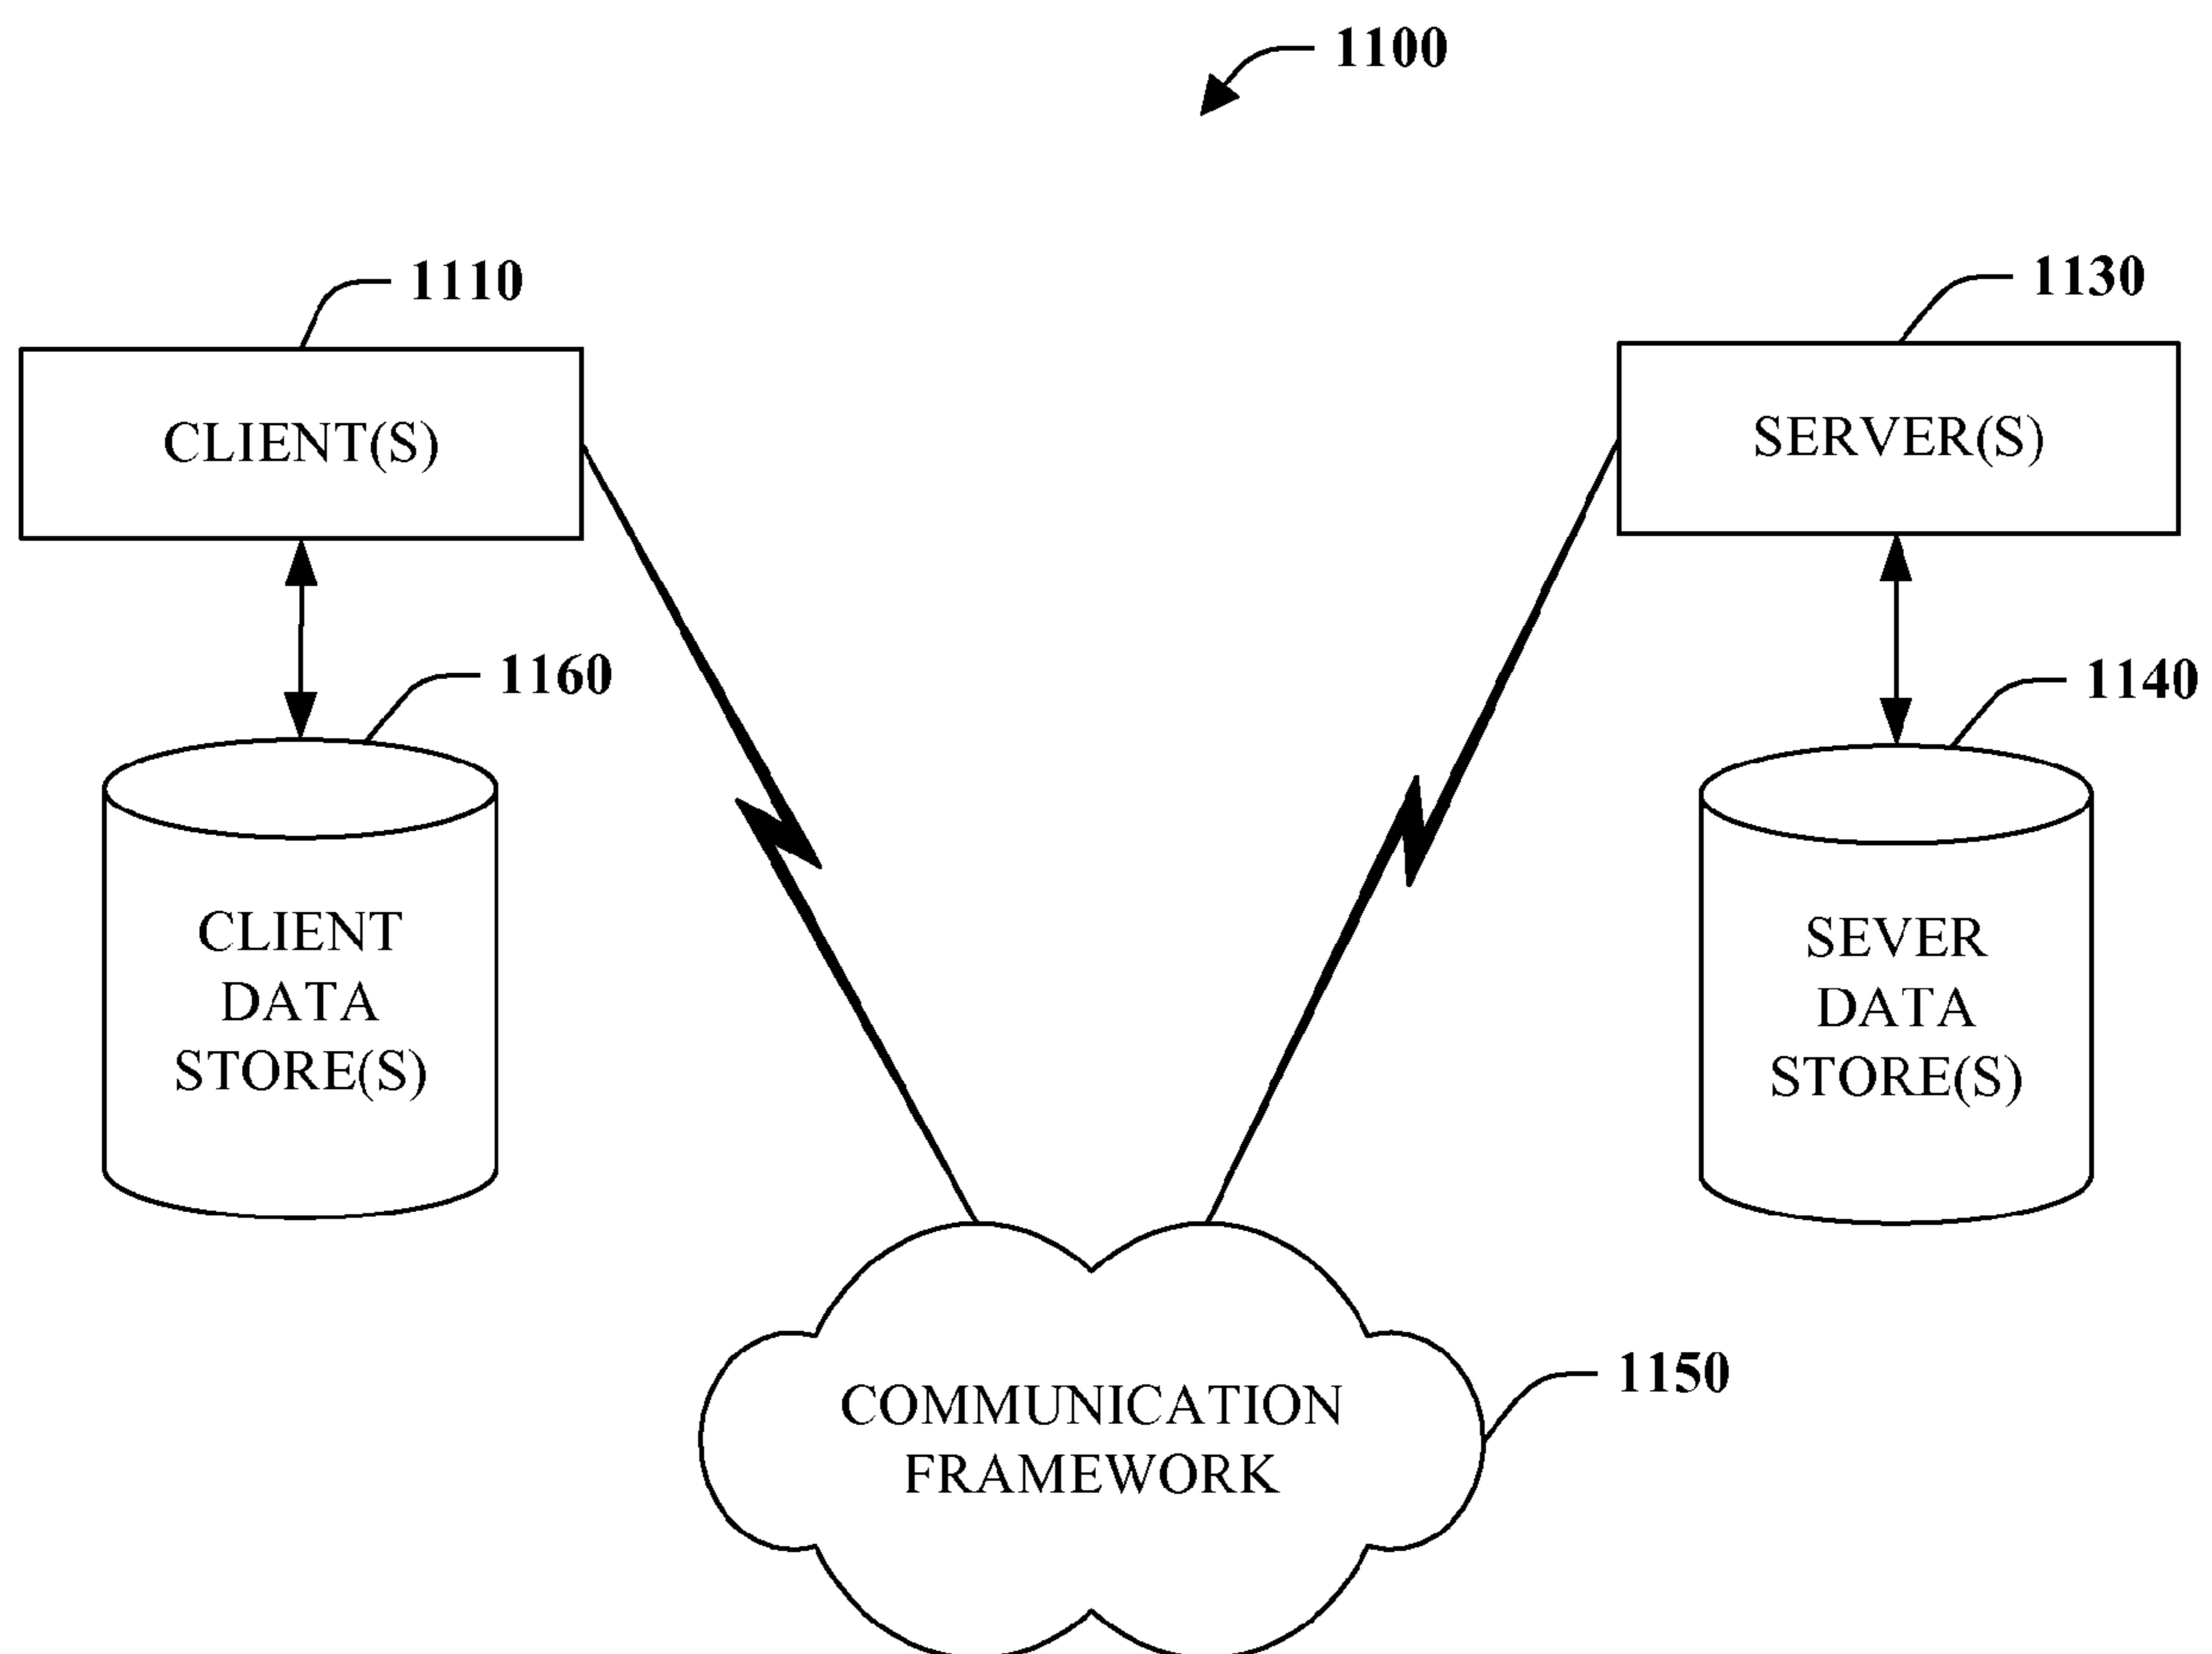 1100
1110
1130
CLIENT(S)
SERVER(S)
1160
1140
CLIENT
DATA
STORE(S)
SEVER
DATA
STORE(S)
1150
COMMUNICATION
FRAMEWORK